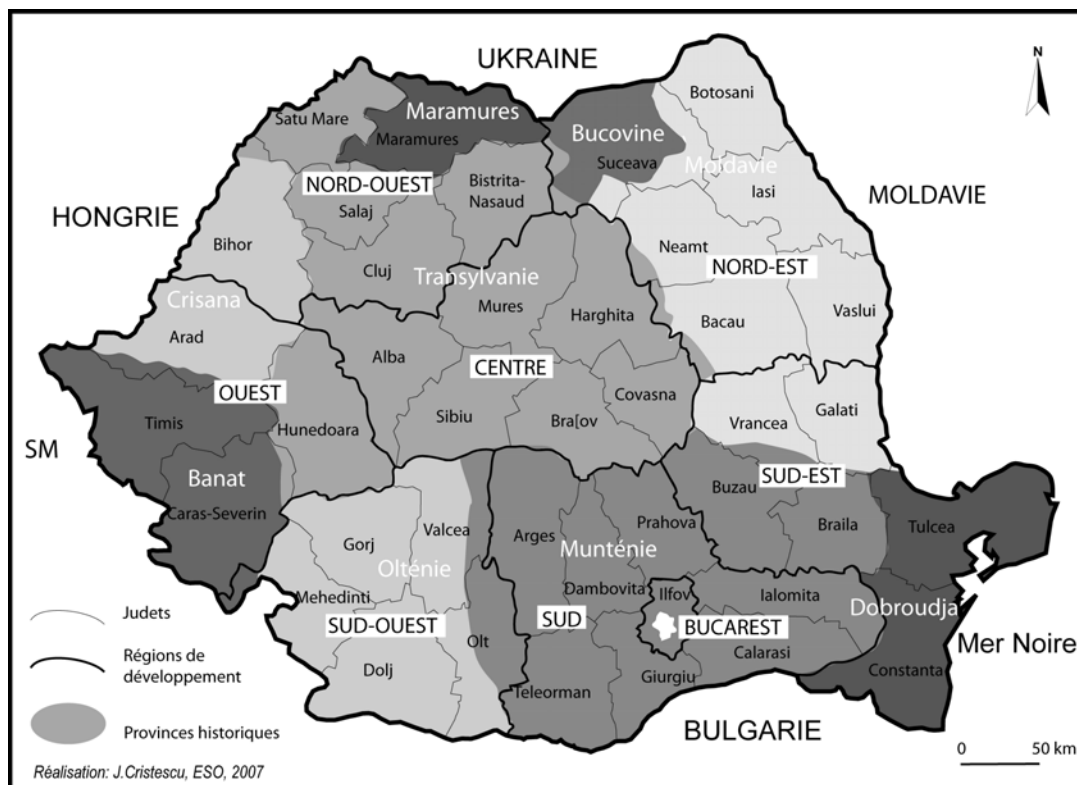 UKRAINE
N
Botosani
Satu Mare
Maramures
Maramures
Bucovine
Suceava
Moldavie
Iasi
MOLDAVIE
NORD-OUEST
Bistrita-
Nasaud
Salaj
HONGRIE
Bihor
Neamt
NORD-EST
Cluj
Transylvanie
Mures
Crisana
Harghita
Bacau
Vaslui
Arad
Alba
CENTRE
OUEST
Covasna
Timis
Hunedoara
Sibiu
Bra[ov
Vrancea
Galati
SM
Banat
Caras-Severin
SUD-EST
Buzau
Braila
Tulcea
Valcea
Gorj
Arges
Prahova
Munténie
Olténie
Mehedinti
Dambovita
Ilfov
Ialomita
Dobroudja
SUD-OUEST
Olt
SUD
BUCAREST
Mer Noire
Dolj
Calarasi
Constanta
Teleorman
Giurgiu
BULGARIE
Judets
Régions de
développement
Provinces historiques
0 50 km
Réalisation: J.Cristescu, ESO, 2007